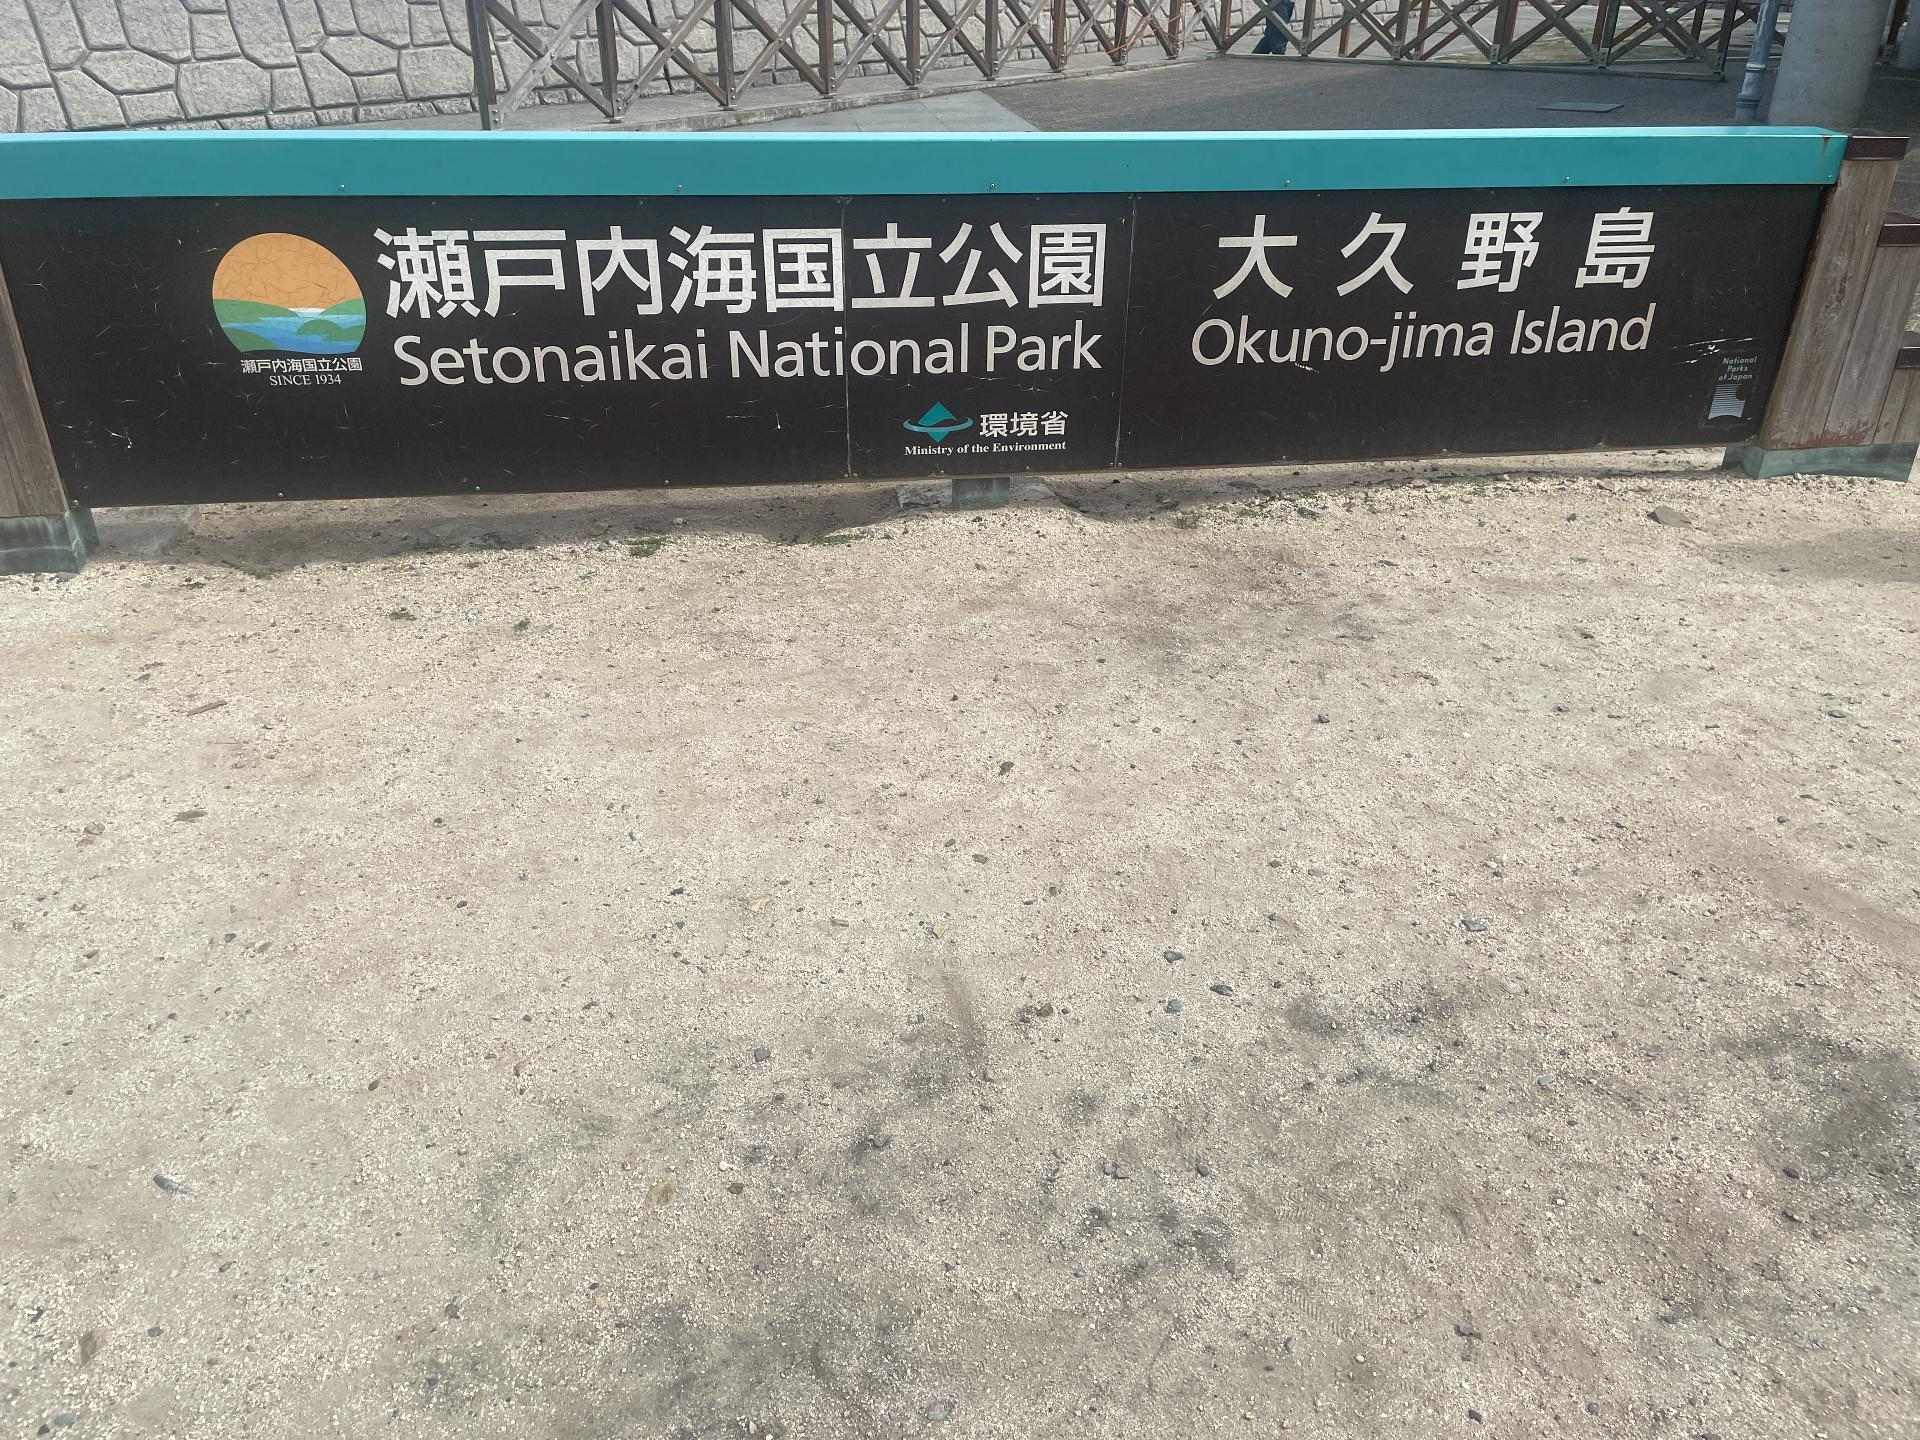 瀬戸内海国立公園
Setonaikai National Park
瀬戸内海国立公園
SINCE 1934
環境省
Ministry of the Environment
大久野島
Okuno-jima Island
National
Parks
of Japan